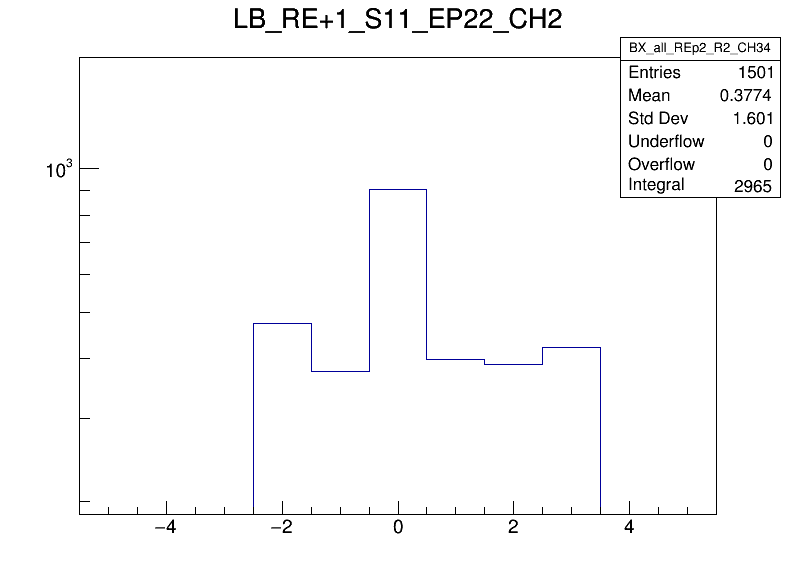 LB_RE+1_S11_EP22_CH2
BX_all_REp2_R2_CH34
Entries 1501
Mean 0.3774
Std Dev 1.601
Underflow 0
Overflow 0
Integral 2965
10³
−4 −2 0 2 4